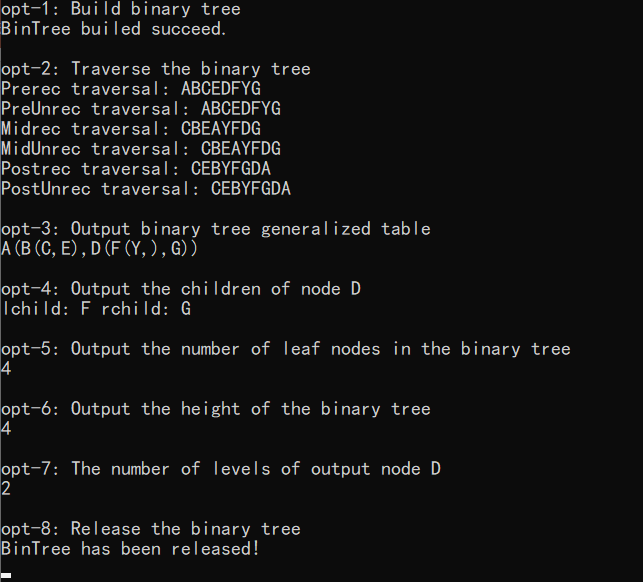 opt-1: Build binary tree
BinTree builed succeed.
opt-2: Traverse the binary tree
Prerec traversal: ABCEDFYG
PreUnrec traversal: ABCEDFYG
Midrec traversal: CBEAYFDG
MidUnrec traversal: CBEAYFDG
Postrec traversal: CEBYFGDA
PostUnrec traversal: CEBYFGDA
opt-3: Output binary tree generalized table
A(B(C,E),D(F(Y,),G))
opt-4: Output the children of node D
lchild: F rchild: G
opt-5: Output the number of leaf nodes in the binary tree
4
opt-6: Output the height of the binary tree
4
opt-7: The number of levels of output node D
2
opt-8: Release the binary tree
BinTree has been released!